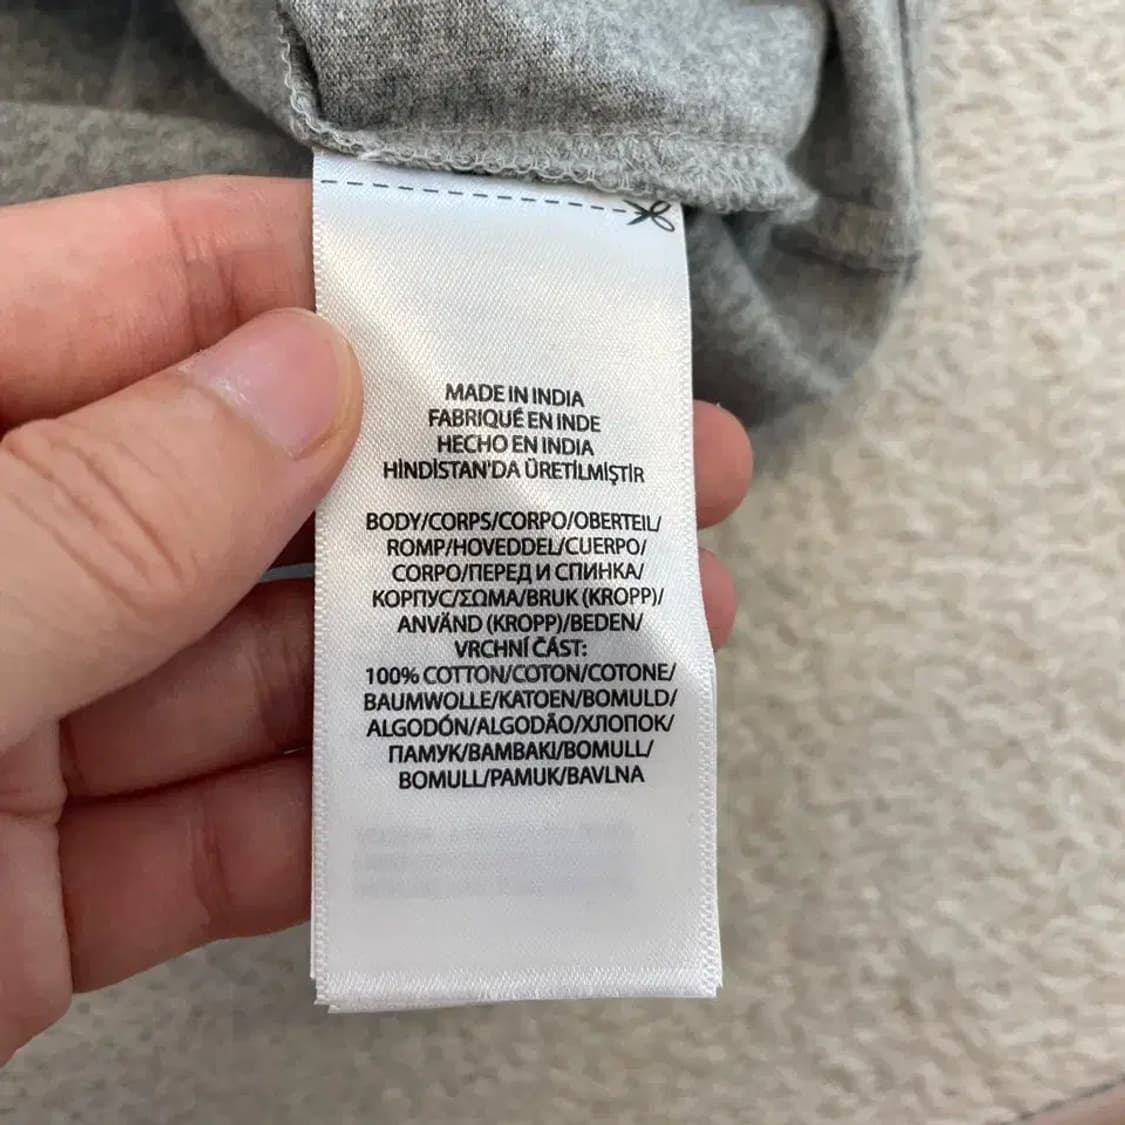 MADE IN INDIA
FABRIQUÉ EN INDE
HECHO EN INDIA
HİNDİSTAN'DA ÜRETİLMİŞTİR
BODY/CORPS/CORPO/OBERTEIL/
ROMP/HOVEDDEL/CUERPO/
CORPO/ПЕРЕД И СПИНКА/
КОРПУС/ΣΩΜΑ/BRUK (KROPP)/
ANVÄND (KROPP)/BEDEN/
VRCHNÍ ČÁST:
100% COTTON/COTON/COTONE/
BAUMWOLLE/KATOEN/BOMULD/
ALGODÓN/ALGODÃO/ХЛОПОК/
ПАМУК/BAMBAKI/BOMULL/
BOMULL/PAMUK/BAVLNA